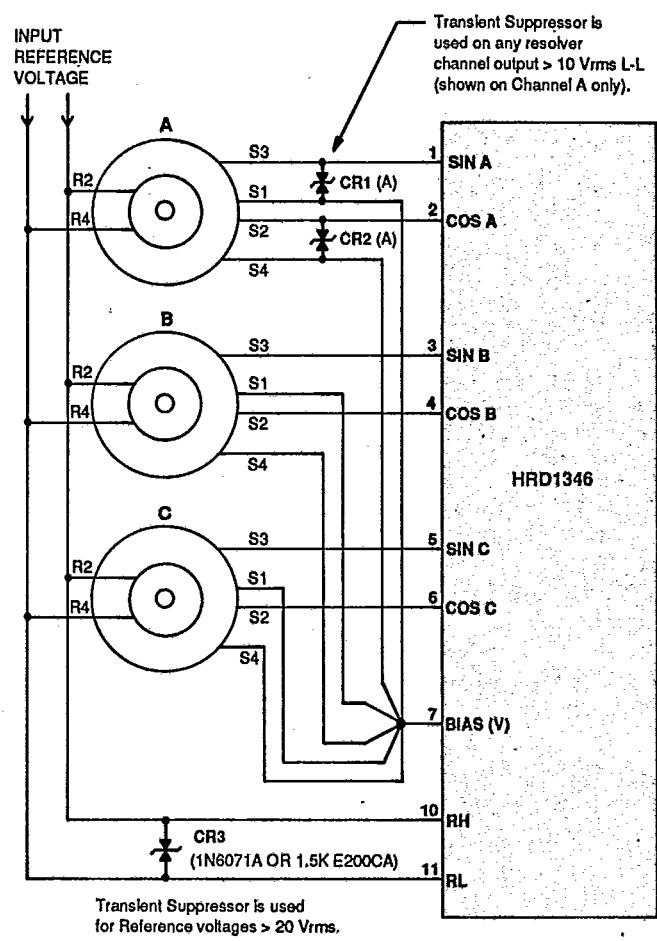 Transient Suppressor is
used on any resolver
channel output > 10 Vrms L-L
(shown on Channel A only).
INPUT
REFERENCE
VOLTAGE
A
S3
1 SIN A
R2
CR1 (A)
S1
2 COS A
R4
S2
CR2 (A)
S4
B
S3
3 SIN B
R2
S1
4 COS B
R4
S2
S4
HRD1346
C
S3
5 SIN C
R2
S1
6 COS C
R4
S2
S4
7 BIAS (V)
10 RH
CR3
(1N6071A OR 1.5K E200CA)
11 RL
Transient Suppressor is used
for Reference voltages > 20 Vrms.